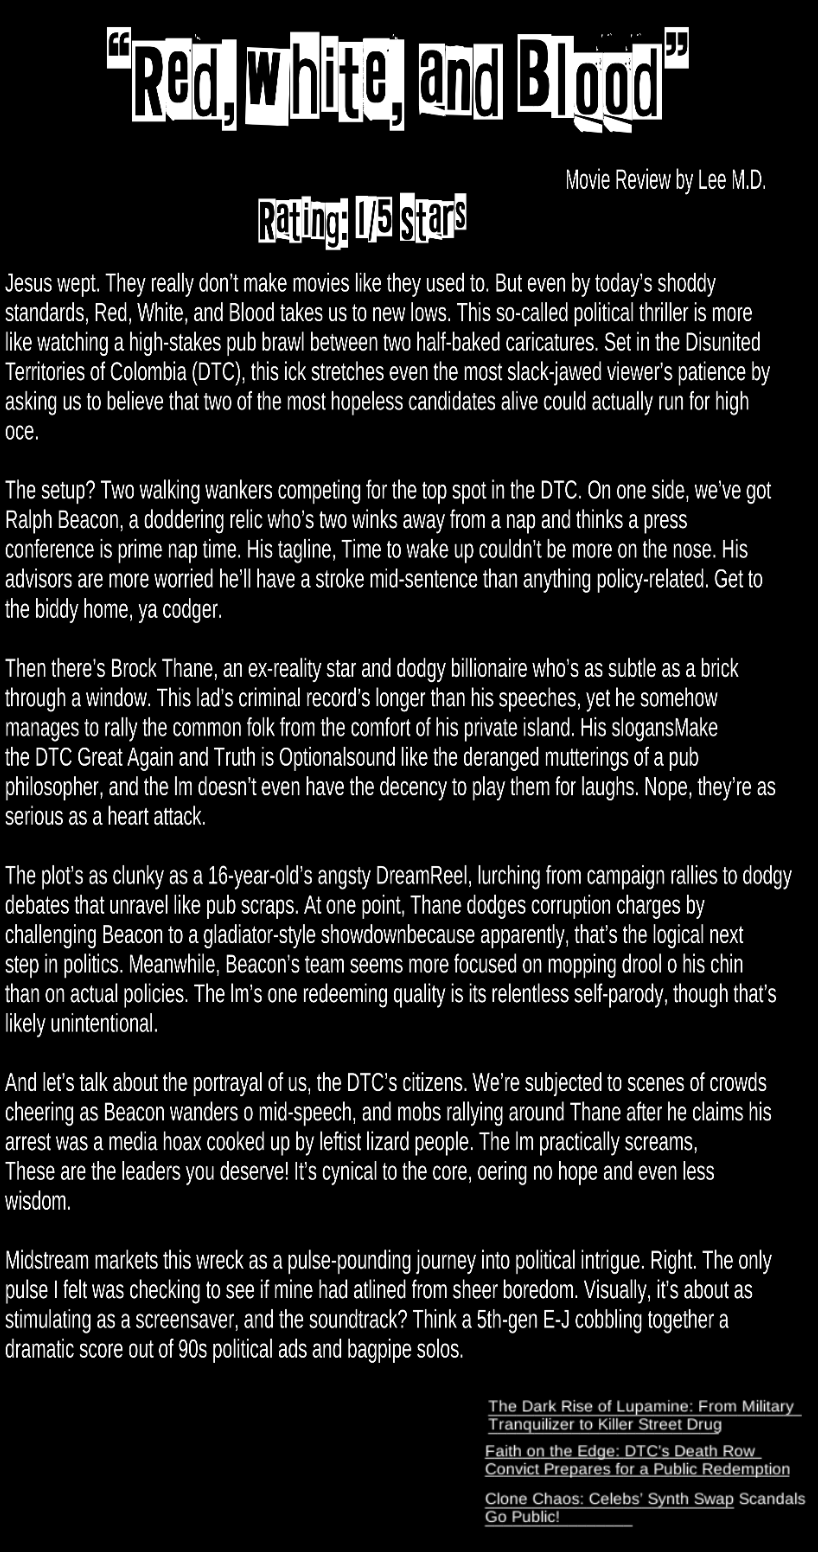 “Red, White, and Blood”
Movie Review by Lee M.D.
Rating: 1/5 stars
Jesus wept. They really don’t make movies like they used to. But even by today’s shoddy
standards, Red, White, and Blood takes us to new lows. This so-called political thriller is more
like watching a high-stakes pub brawl between two half-baked caricatures. Set in the Disunited
Territories of Colombia (DTC), this ick stretches even the most slack-jawed viewer’s patience by
asking us to believe that two of the most hopeless candidates alive could actually run for high
oce.
The setup? Two walking wankers competing for the top spot in the DTC. On one side, we’ve got
Ralph Beacon, a doddering relic who’s two winks away from a nap and thinks a press
conference is prime nap time. His tagline, Time to wake up couldn’t be more on the nose. His
advisors are more worried he’ll have a stroke mid-sentence than anything policy-related. Get to
the biddy home, ya codger.
Then there’s Brock Thane, an ex-reality star and dodgy billionaire who’s as subtle as a brick
through a window. This lad’s criminal record’s longer than his speeches, yet he somehow
manages to rally the common folk from the comfort of his private island. His slogansMake
the DTC Great Again and Truth is Optionalsound like the deranged mutterings of a pub
philosopher, and the lm doesn’t even have the decency to play them for laughs. Nope, they’re as
serious as a heart attack.
The plot’s as clunky as a 16-year-old’s angsty DreamReel, lurching from campaign rallies to dodgy
debates that unravel like pub scraps. At one point, Thane dodges corruption charges by
challenging Beacon to a gladiator-style showdownbecause apparently, that’s the logical next
step in politics. Meanwhile, Beacon’s team seems more focused on mopping drool o his chin
than on actual policies. The lm’s one redeeming quality is its relentless self-parody, though that’s
likely unintentional.
And let’s talk about the portrayal of us, the DTC’s citizens. We’re subjected to scenes of crowds
cheering as Beacon wanders o mid-speech, and mobs rallying around Thane after he claims his
arrest was a media hoax cooked up by leftist lizard people. The lm practically screams,
These are the leaders you deserve! It’s cynical to the core, oering no hope and even less
wisdom.
Midstream markets this wreck as a pulse-pounding journey into political intrigue. Right. The only
pulse I felt was checking to see if mine had atlined from sheer boredom. Visually, it’s about as
stimulating as a screensaver, and the soundtrack? Think a 5th-gen E-J cobbling together a
dramatic score out of 90s political ads and bagpipe solos.
The Dark Rise of Lupamine: From Military
Tranquilizer to Killer Street Drug
Faith on the Edge: DTC’s Death Row
Convict Prepares for a Public Redemption
Clone Chaos: Celebs’ Synth Swap Scandals
Go Public!